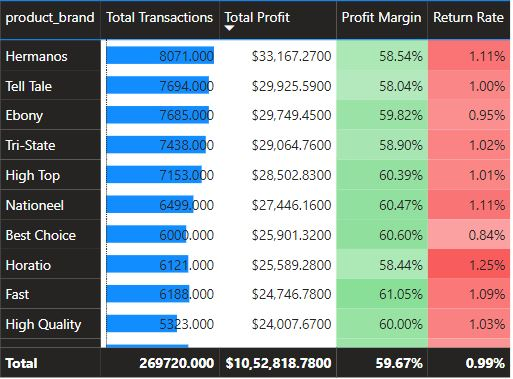 product_brand Total Transactions Total Profit Profit Margin Return Rate
Hermanos 8071.000 $33,167.2700 58.54% 1.11%
Tell Tale 7694.000 $29,925.5900 58.04% 1.00%
Ebony 7685.000 $29,749.4500 59.82% 0.95%
Tri-State 7438.000 $29,064.7600 58.90% 1.02%
High Top 7153.000 $28,502.8300 60.39% 1.01%
Nationeel 6499.000 $27,446.1600 60.47% 1.11%
Best Choice 6000.000 $25,901.3200 60.60% 0.84%
Horatio 6121.000 $25,589.2800 58.44% 1.25%
Fast 6188.000 $24,746.7800 61.05% 1.09%
High Quality 5323.000 $24,007.6700 60.00% 1.03%
Total 269720.000 $10,52,818.7800 59.67% 0.99%